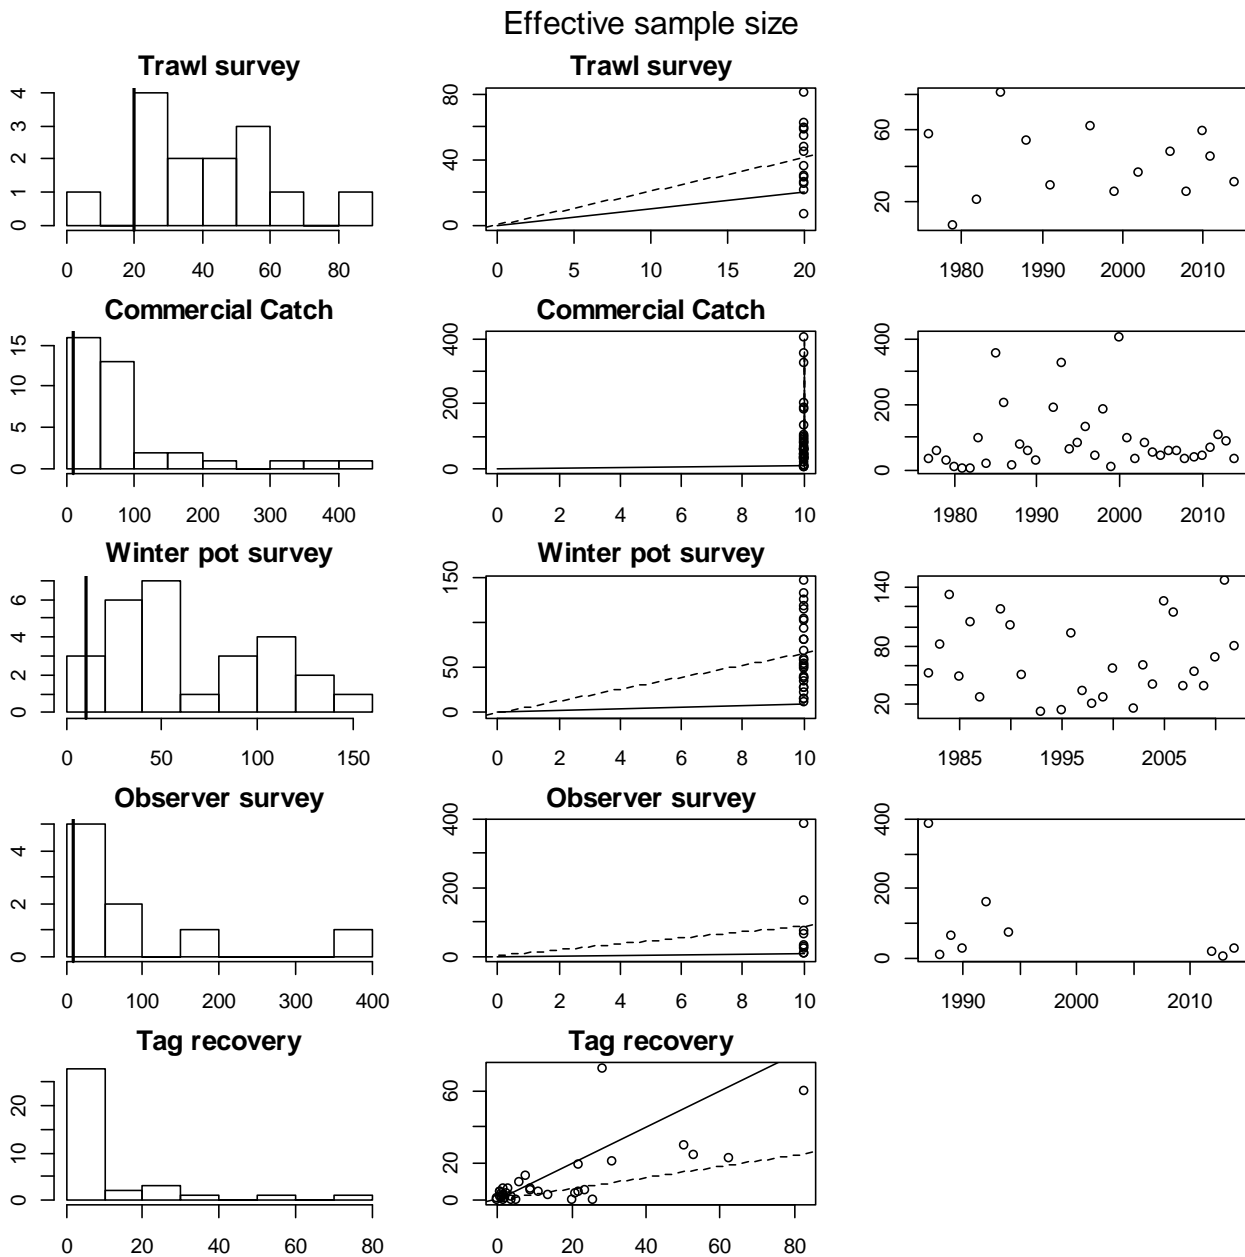 Effective sample size
Trawl survey
Trawl survey
0 1 2 3 4
0 20 40 60 80
0 40 80
0 5 10 15 20
20 60
1980 1990 2000 2010
Commercial Catch
Commercial Catch
0 5 10 15
0 100 200 300 400
0 200 400
0 2 4 6 8 10
0 200 400
1980 1990 2000 2010
Winter pot survey
Winter pot survey
0 2 4 6
0 50 100 150
0 50 150
0 2 4 6 8 10
20 80 140
1985 1995 2005
Observer survey
Observer survey
0 2 4
0 100 200 300 400
0 200 400
0 2 4 6 8 10
0 200 400
1990 2000 2010
Tag recovery
Tag recovery
0 10 20
0 20 40 60 80
0 20 60
0 20 40 60 80